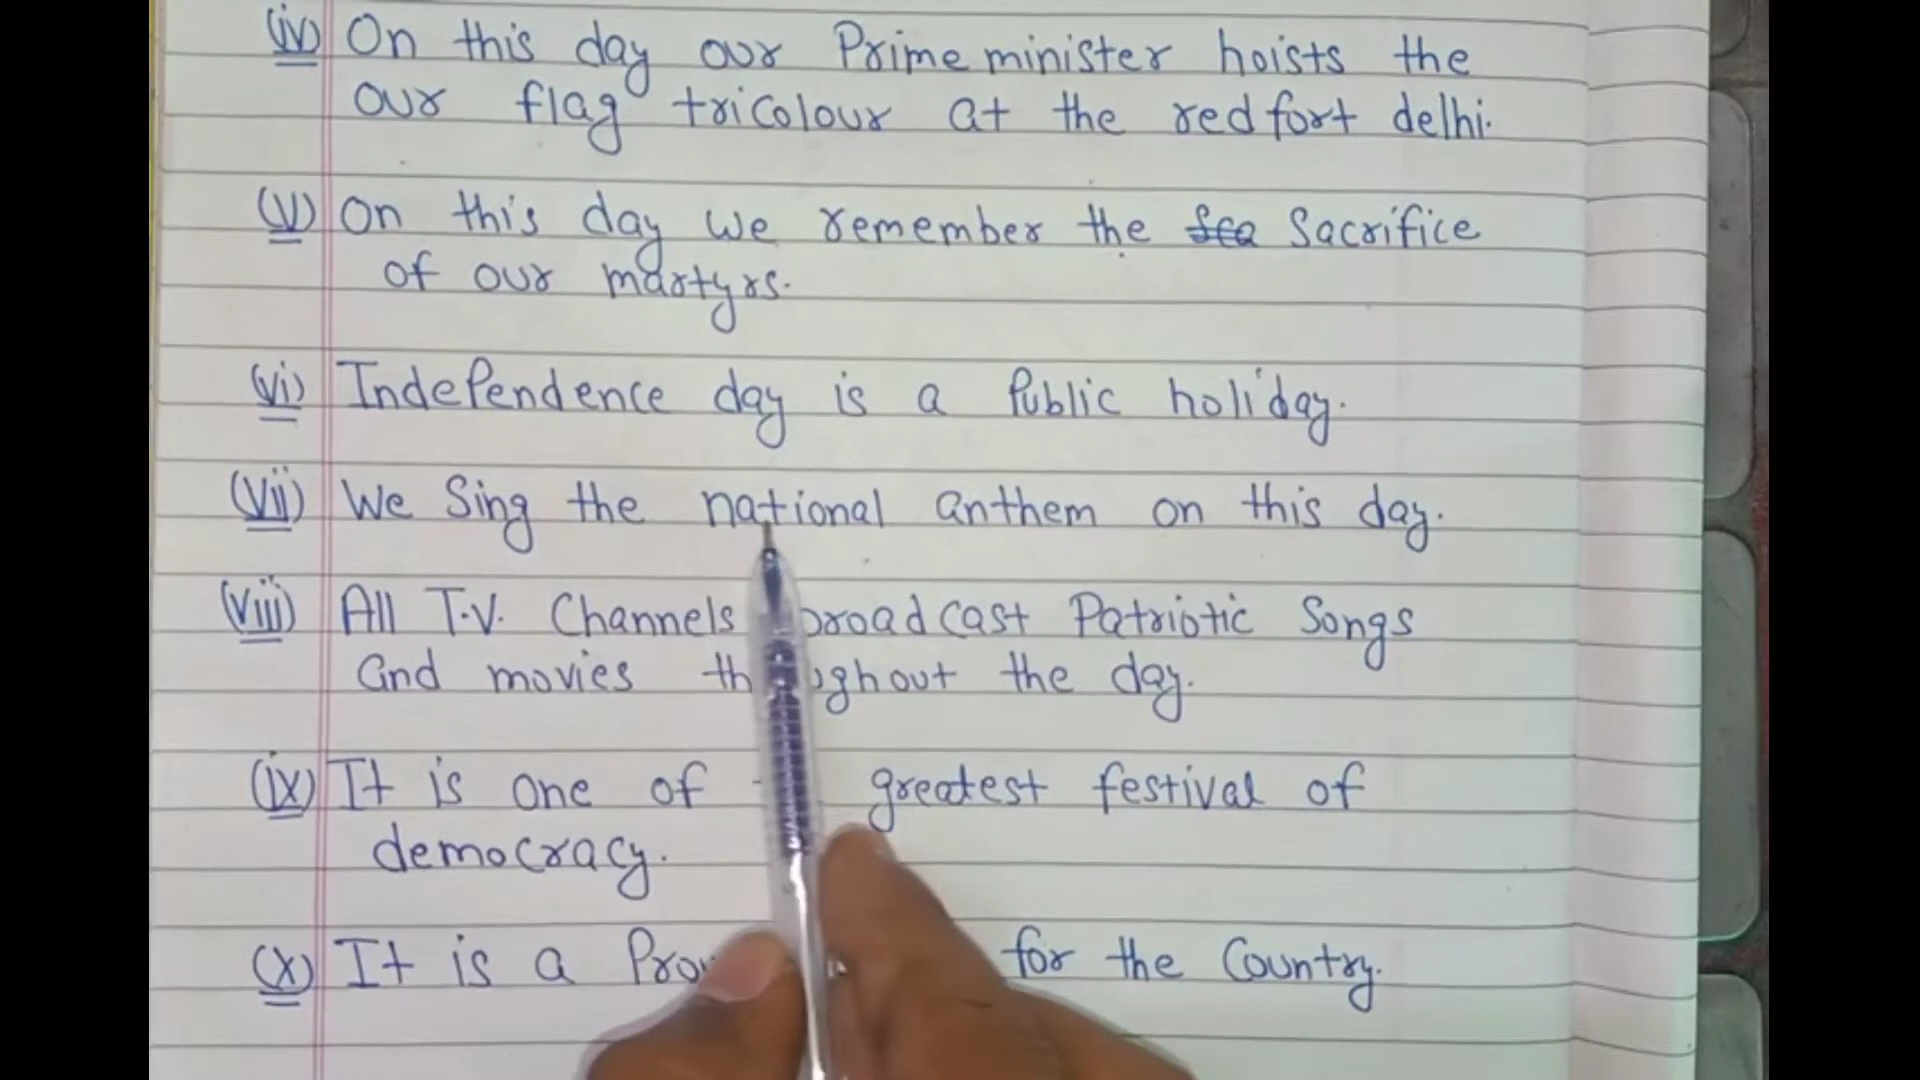 (iv) On this day our Prime minister hoists the
our flag tricolour at the red fort delhi.
(v) On this day we remember the Sacrifice
of our martyrs.
(vi) Independence day is a Public holiday.
(vii) We Sing the national anthem on this day.
(viii) All T.V. Channels broadcast Patriotic Songs
and movies throughout the day.
(ix) It is one of greatest festival of
democracy.
(x) It is a for the Country.